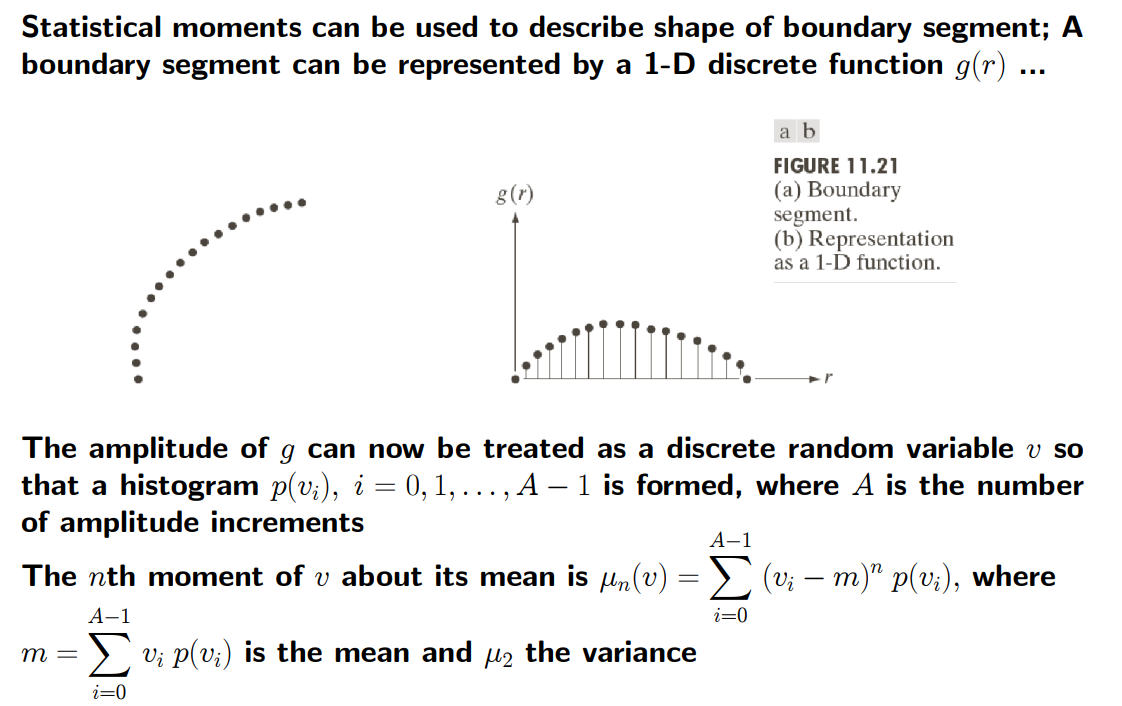 Statistical moments can be used to describe shape of boundary segment; A
boundary segment can be represented by a 1-D discrete function g(r) ...
a b
FIGURE 11.21
(a) Boundary
segment.
(b) Representation
as a 1-D function.
g(r)
r
The amplitude of g can now be treated as a discrete random variable v so
that a histogram p(v_i), i = 0, 1, . . . , A − 1 is formed, where A is the number
of amplitude increments
The nth moment of v about its mean is μ_n(v) = ∑_{i=0}^{A−1} (v_i − m)^n p(v_i), where
m = ∑_{i=0}^{A−1} v_i p(v_i) is the mean and μ_2 the variance